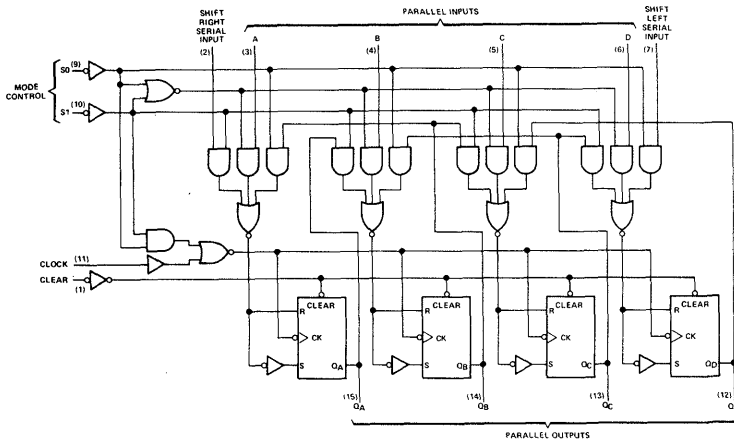 PARALLEL INPUTS
SHIFT
RIGHT
SERIAL
INPUT
(2)
A
(3)
B
(4)
C
(5)
D
(6)
SHIFT
LEFT
SERIAL
INPUT
(7)
MODE
CONTROL
S0 (9)
S1 (10)
CLOCK (11)
CLEAR (1)
CLEAR
R
CK
S QA
CLEAR
R
CK
S QB
CLEAR
R
CK
S QC
CLEAR
R
CK
S QD
(15) QA
(14) QB
(13) QC
(12)
PARALLEL OUTPUTS